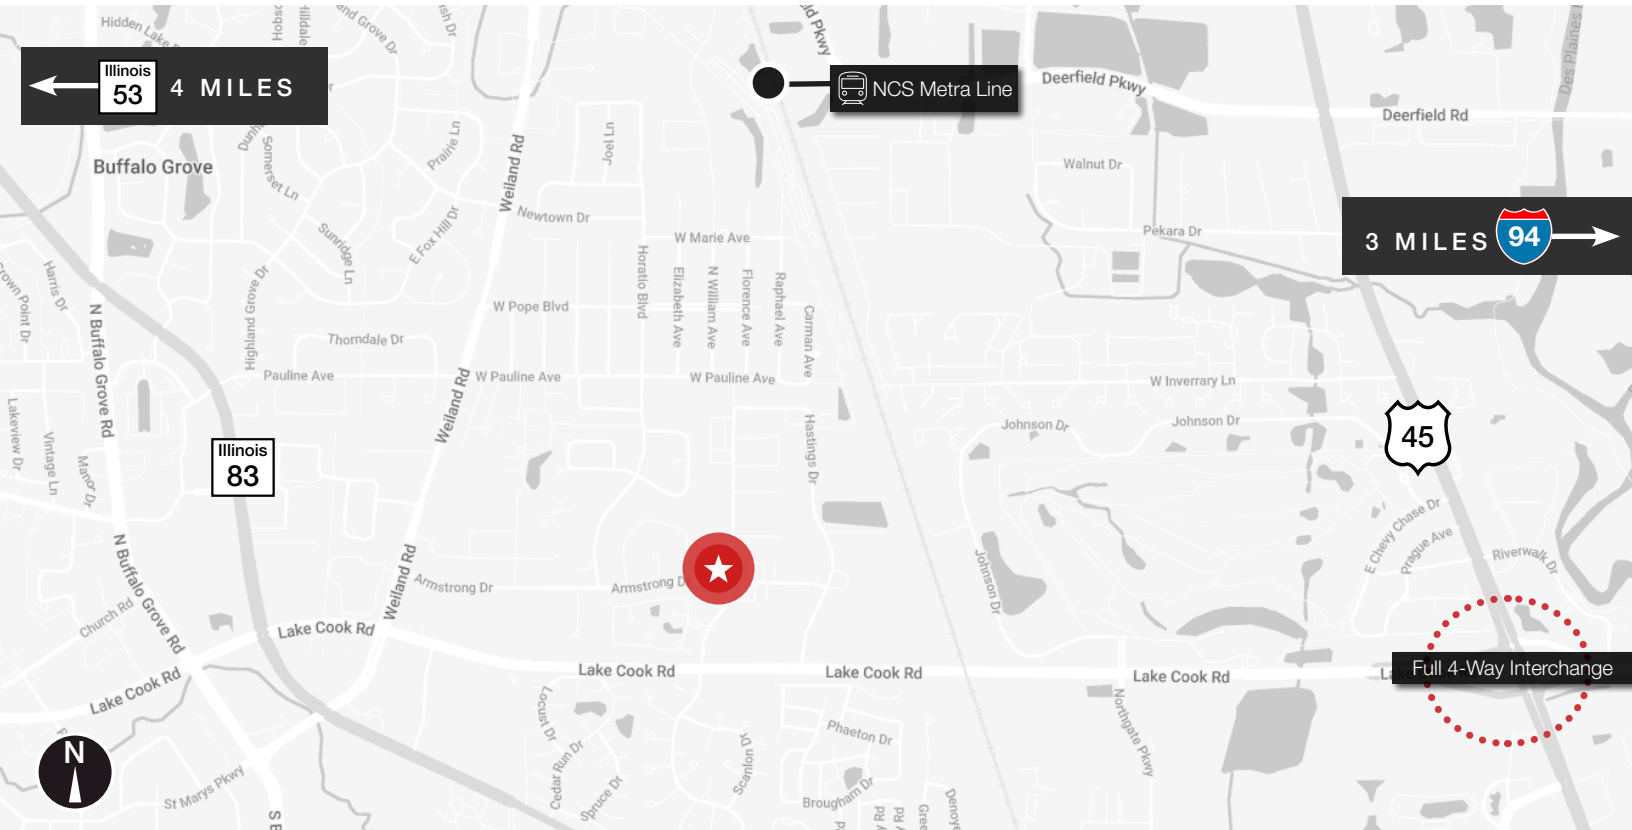 Hidden Lake
and Grove Dr
Illinois
53
4 MILES
NCS Metra Line
Deerfield Pkwy
Deerfield Rd
Des Plaines
Buffalo Grove
Somerset Ln
Prairie Ln
Weiland Rd
Joel Ln
Walnut Dr
Newtown Dr
Sunridge Ln
E Fox Hill Dr
W Marie Ave
Pekara Dr
3 MILES
94
Harris Dr
Crown Point Dr
Highland Grove Dr
Horatio Blvd
Elizabeth Ave
N William Ave
Florence Ave
Raphael Ave
Carman Ave
N Buffalo Grove Rd
W Pope Blvd
Thorndale Dr
Pauline Ave
W Pauline Ave
W Pauline Ave
W Inverrary Ln
Weiland Rd
Lakeview Dr
Vintage Ln
Manor Dr
Illinois
83
Hastings Dr
Johnson Dr
Johnson Dr
45
E Chevy Chase Dr
Prague Ave
Riverwalk Dr
N Buffalo Grove Rd
Weiland Rd
Armstrong Dr
Armstrong D
Johnson Dr
Church Rd
Lake Cook Rd
Lake Cook Rd
Lake Cook Rd
Lake Cook Rd
Lake Cook Rd
Full 4-Way Interchange
Locust Dr
Cedar Run Dr
Spruce Dr
Scanlon Dr
Phaeton Dr
Brougham Dr
Northgate Pkwy
St Marys Pkwy
N